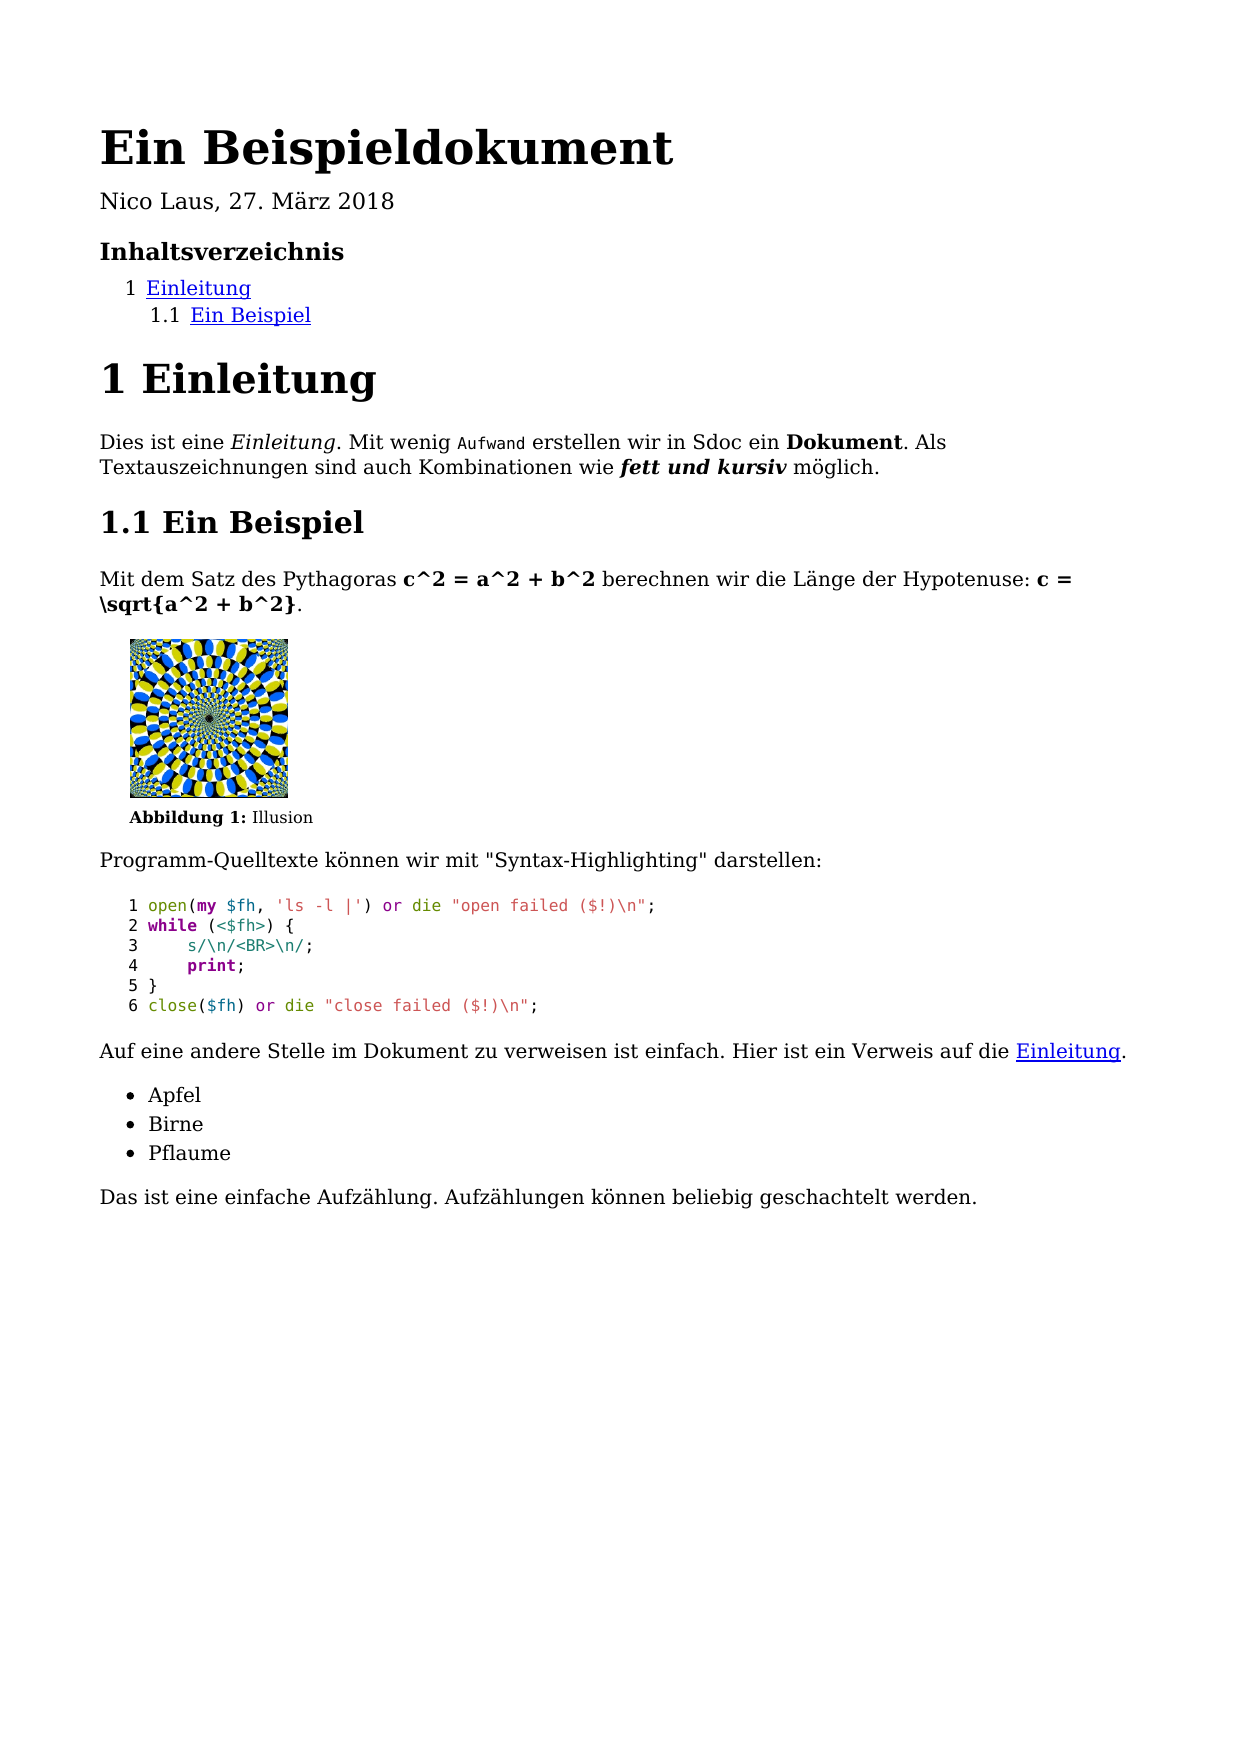 Ein Beispieldokument
Nico Laus, 27. März 2018
Inhaltsverzeichnis
1 Einleitung
1.1 Ein Beispiel
1 Einleitung
Dies ist eine Einleitung. Mit wenig Aufwand erstellen wir in Sdoc ein Dokument. Als
Textauszeichnungen sind auch Kombinationen wie fett und kursiv möglich.
1.1 Ein Beispiel
Mit dem Satz des Pythagoras c^2 = a^2 + b^2 berechnen wir die Länge der Hypotenuse: c =
\sqrt{a^2 + b^2}.
Abbildung 1: Illusion
Programm-Quelltexte können wir mit "Syntax-Highlighting" darstellen:
1 open(my $fh, 'ls -l |') or die "open failed ($!)\n";
2 while (<$fh>) {
3     s/\n/<BR>\n/;
4     print;
5 }
6 close($fh) or die "close failed ($!)\n";
Auf eine andere Stelle im Dokument zu verweisen ist einfach. Hier ist ein Verweis auf die Einleitung.
• Apfel
• Birne
• Pflaume
Das ist eine einfache Aufzählung. Aufzählungen können beliebig geschachtelt werden.